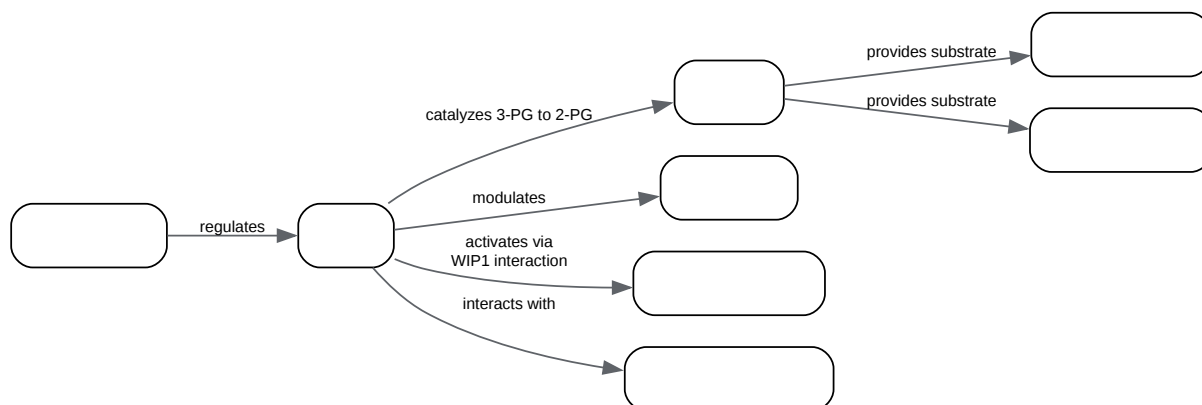 provides substrate
catalyzes 3-PG to 2-PG
provides substrate
modulates
regulates
activates via
WIP1 interaction
interacts with